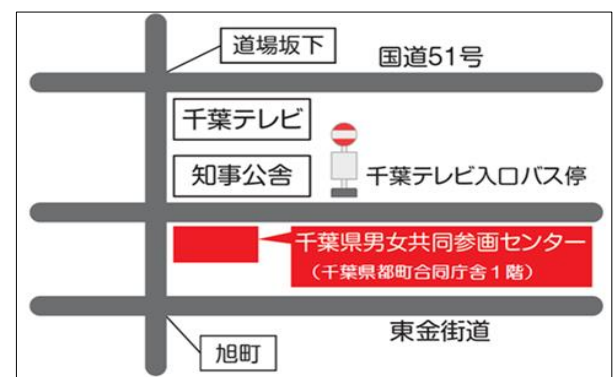 道場坂下
国道51号
千葉テレビ
知事公舎
千葉テレビ入口バス停
千葉県男女共同参画センター
（千葉県都町合同庁舎１階）
東金街道
旭町